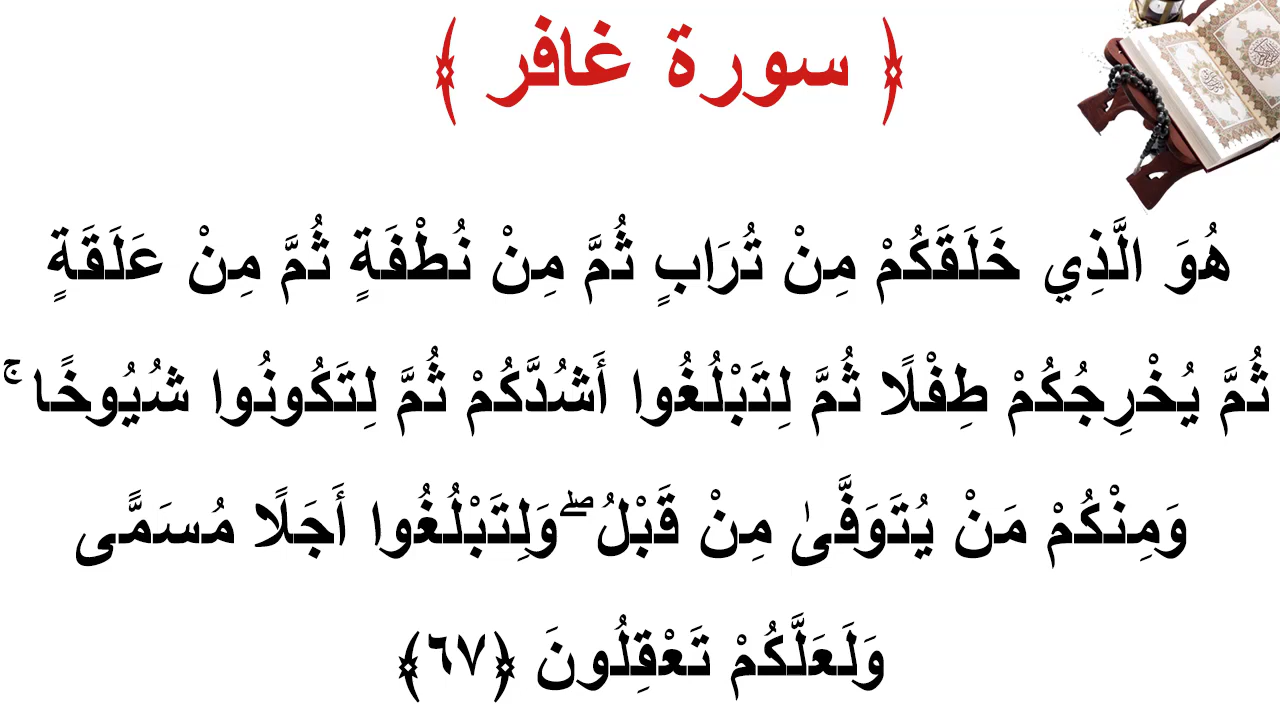 ﴿ سورة غافر ﴾
هُوَ الَّذِي خَلَقَكُمْ مِنْ تُرَابٍ ثُمَّ مِنْ نُطْفَةٍ ثُمَّ مِنْ عَلَقَةٍ
ثُمَّ يُخْرِجُكُمْ طِفْلًا ثُمَّ لِتَبْلُغُوا أَشُدَّكُمْ ثُمَّ لِتَكُونُوا شُيُوخًا ۚ
وَمِنْكُمْ مَنْ يُتَوَفَّىٰ مِنْ قَبْلُ ۖ وَلِتَبْلُغُوا أَجَلًا مُسَمًّى
وَلَعَلَّكُمْ تَعْقِلُونَ ﴿٦٧﴾